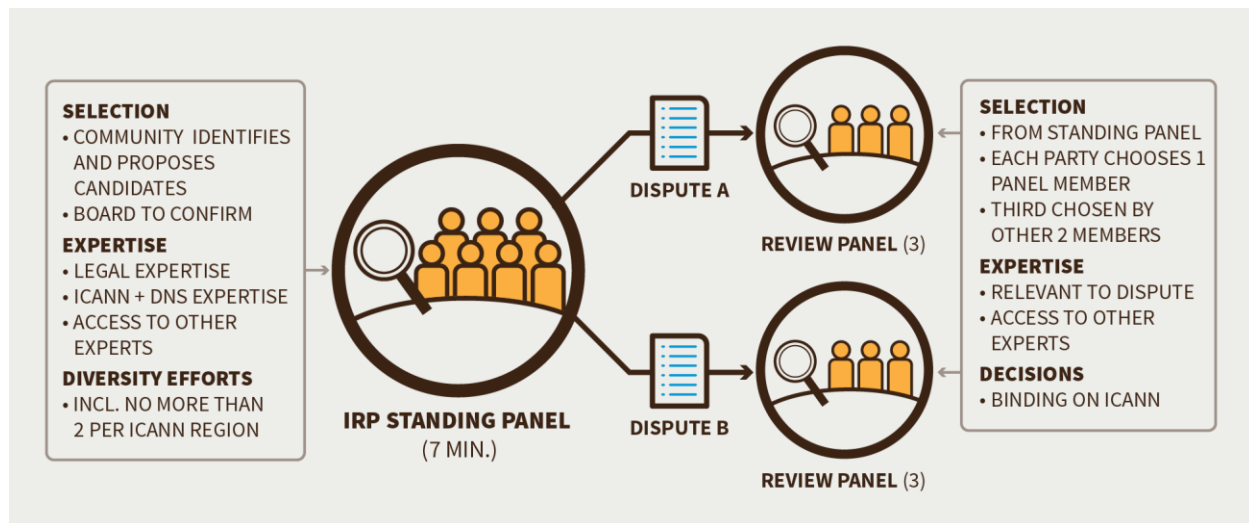 SELECTION
• COMMUNITY IDENTIFIES
AND PROPOSES
CANDIDATES
• BOARD TO CONFIRM
EXPERTISE
• LEGAL EXPERTISE
• ICANN + DNS EXPERTISE
• ACCESS TO OTHER
EXPERTS
DIVERSITY EFFORTS
• INCL. NO MORE THAN
2 PER ICANN REGION
IRP STANDING PANEL
(7 MIN.)
DISPUTE A
DISPUTE B
REVIEW PANEL (3)
REVIEW PANEL (3)
SELECTION
• FROM STANDING PANEL
• EACH PARTY CHOOSES 1
PANEL MEMBER
• THIRD CHOSEN BY
OTHER 2 MEMBERS
EXPERTISE
• RELEVANT TO DISPUTE
• ACCESS TO OTHER
EXPERTS
DECISIONS
• BINDING ON ICANN